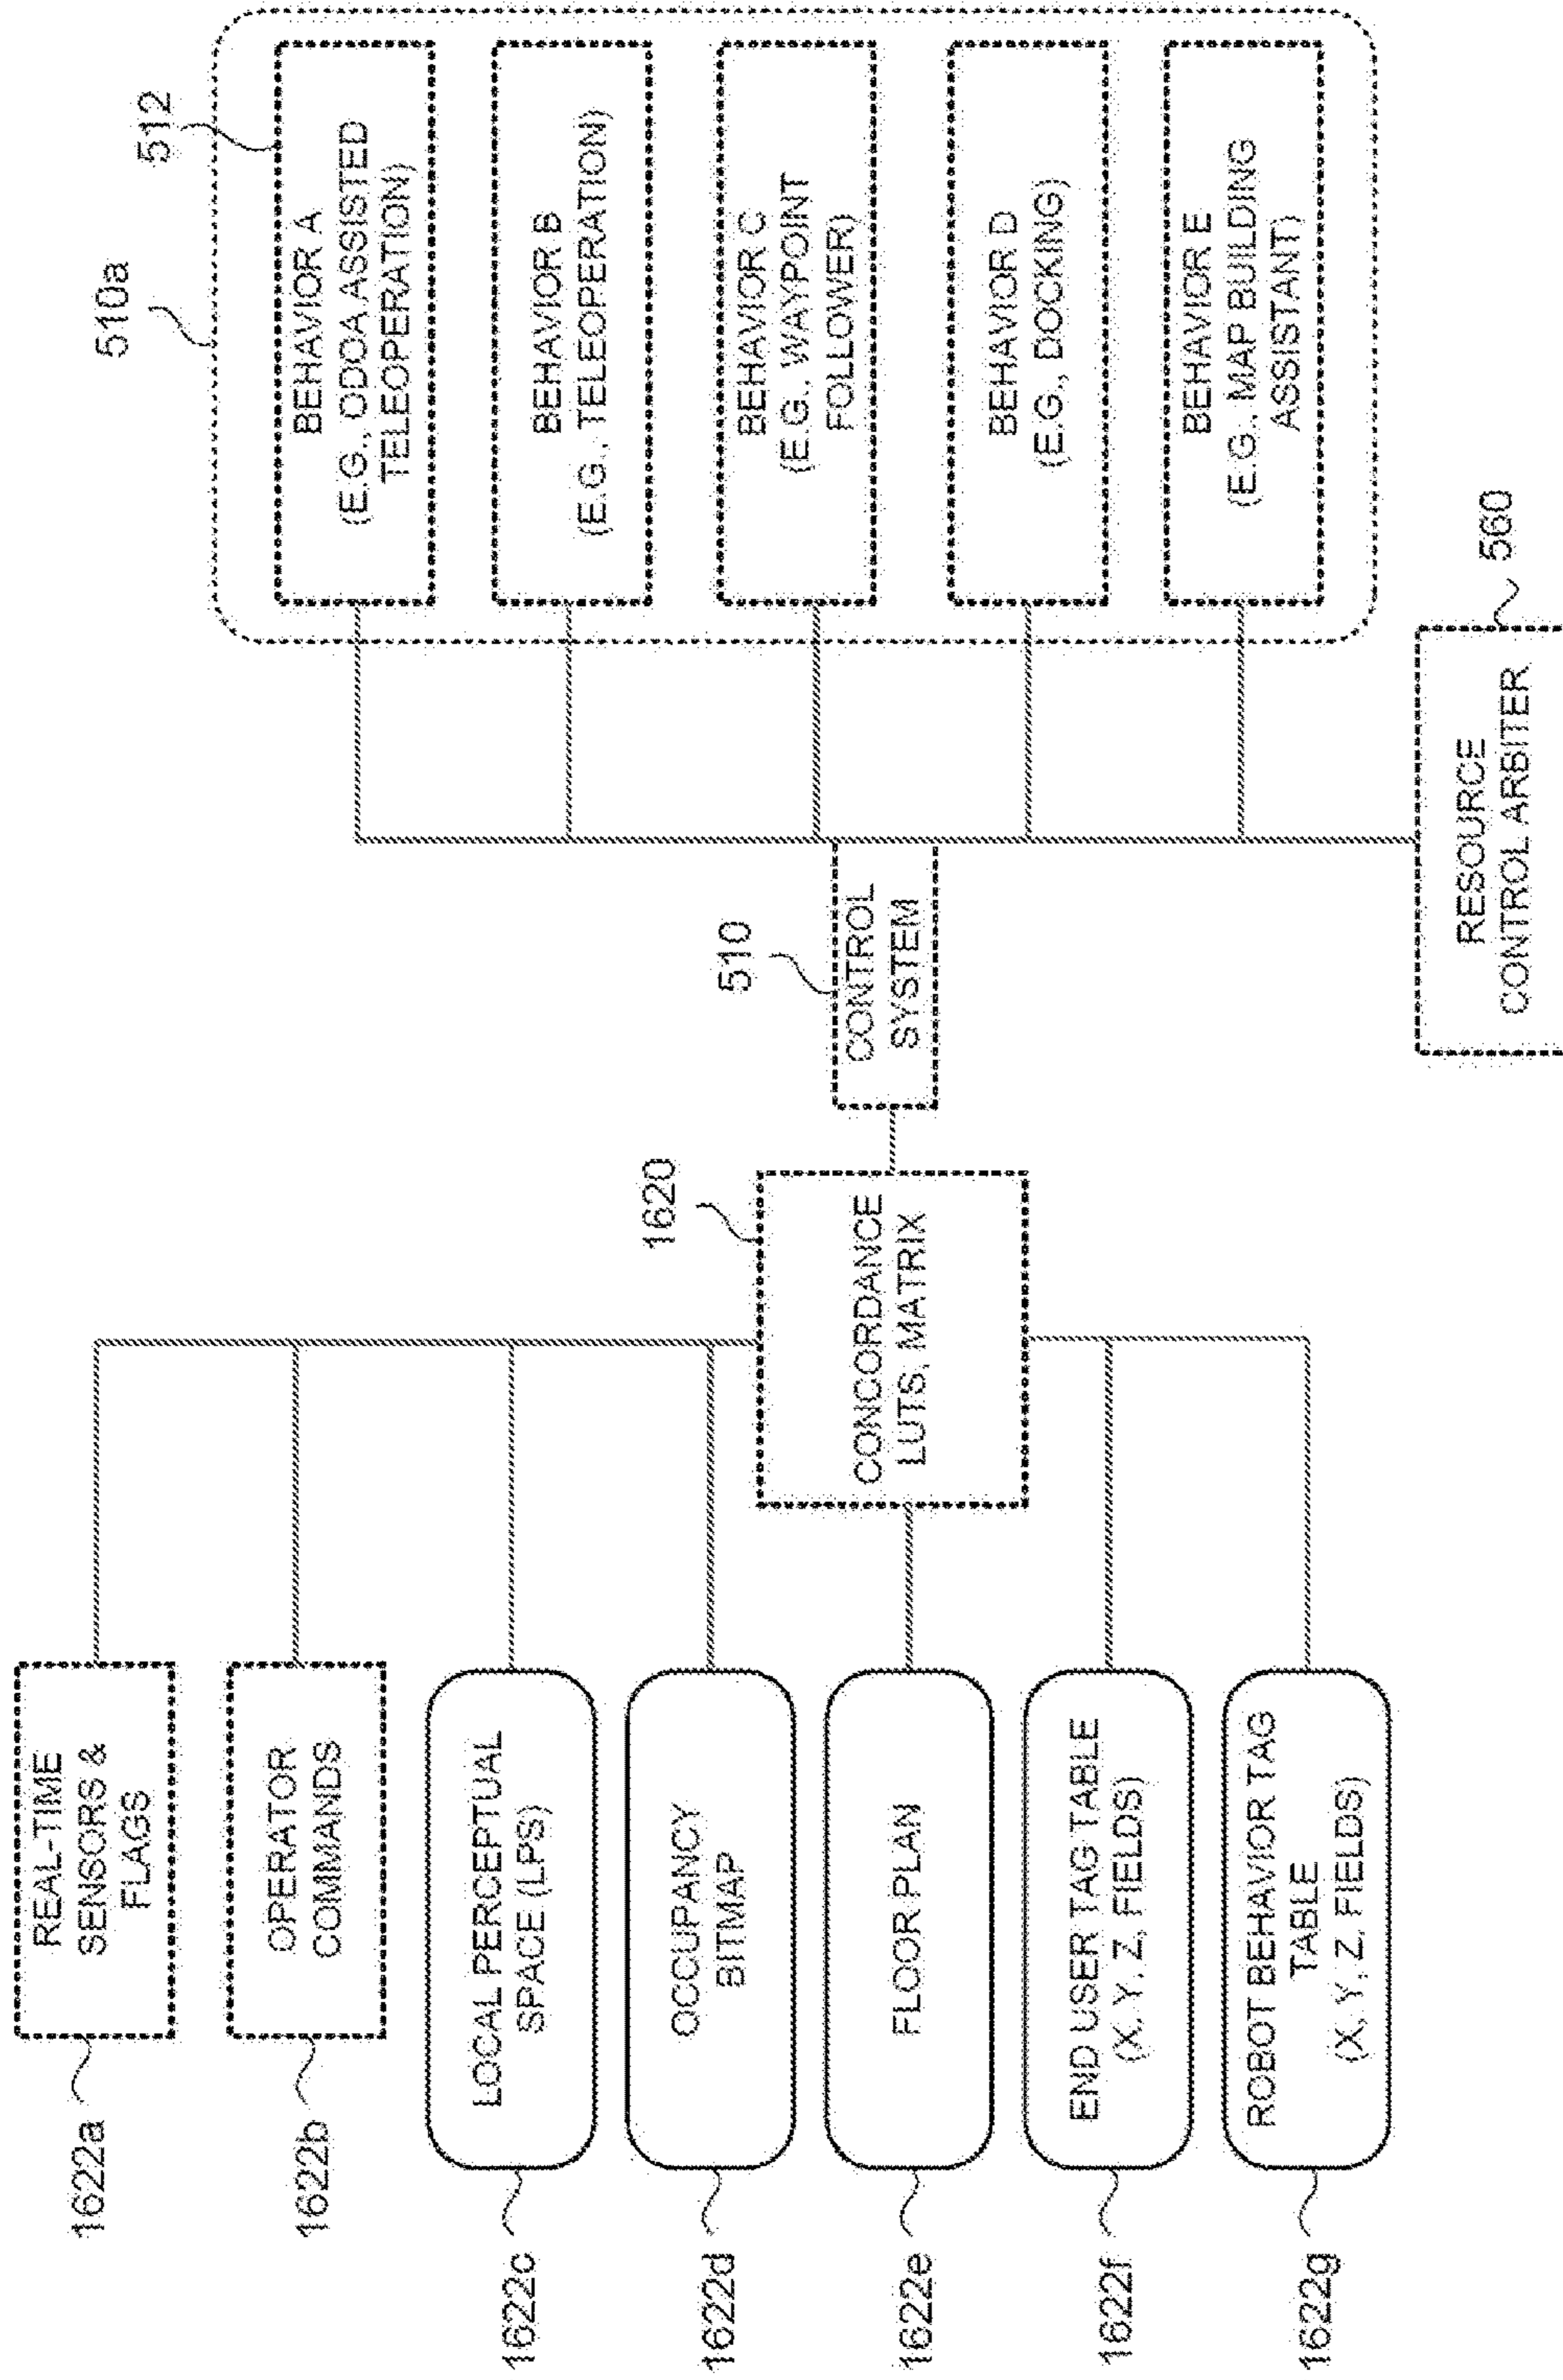 1622a
REAL-TIME
SENSORS &
FLAGS
1622b
OPERATOR
COMMANDS
1622c
LOCAL PERCEPTUAL
SPACE (LPS)
1622d
OCCUPANCY
BITMAP
1622e
FLOOR PLAN
1622f
END USER TAG TABLE
(X, Y, Z, FIELDS)
1622g
ROBOT BEHAVIOR TAG
TABLE
(X, Y, Z, FIELDS)
1620
CONCORDANCE
LUTS, MATRIX
510
CONTROL
SYSTEM
510a
512
BEHAVIOR A
(E.G., ODOA ASSISTED
TELEOPERATION)
BEHAVIOR B
(E.G., TELEOPERATION)
BEHAVIOR C
(E.G., WAYPOINT
FOLLOWER)
BEHAVIOR D
(E.G., DOCKING)
BEHAVIOR E
(E.G., MAP BUILDING
ASSISTANT)
560
RESOURCE
CONTROL ARBITER